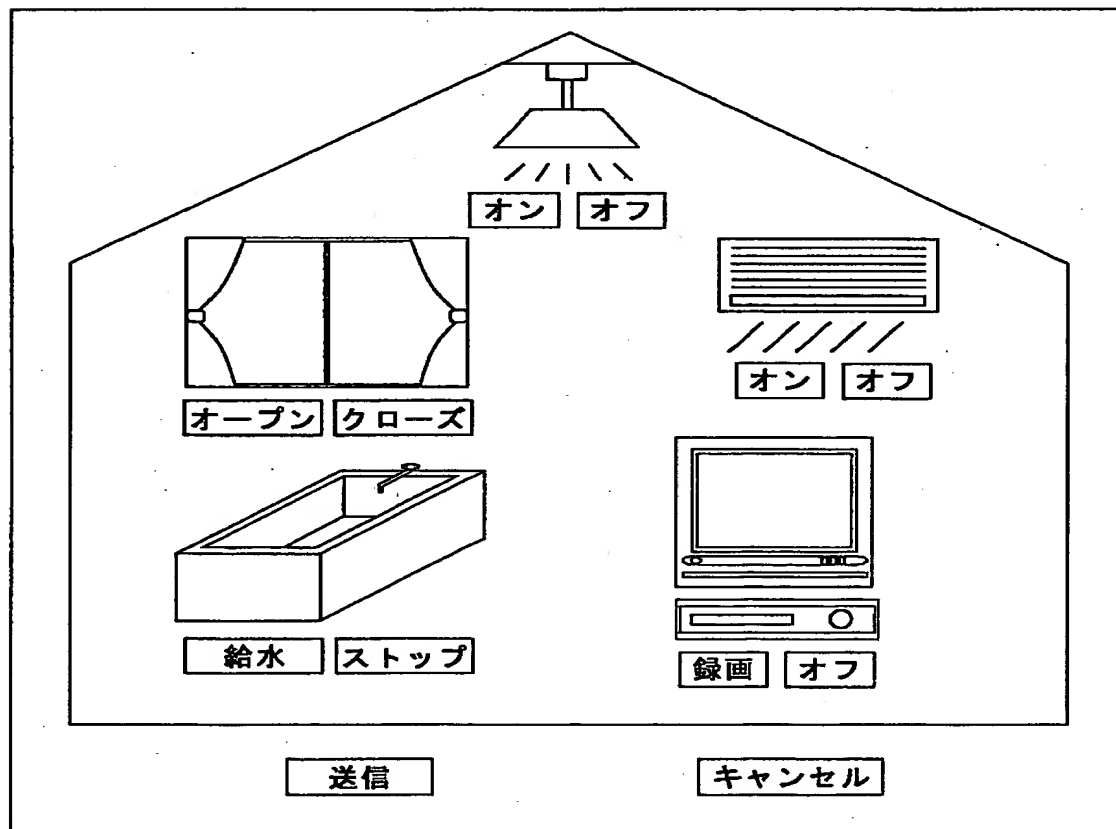 オン オフ
オン オフ
オープン クローズ
給水 ストップ
録画 オフ
送信 キャンセル